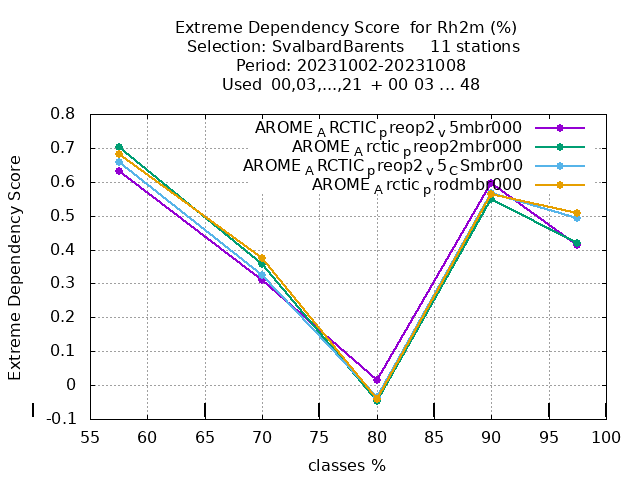 Extreme Dependency Score for Rh2m (%)
Selection: SvalbardBarents 11 stations
Period: 20231002-20231008
Used 00,03,...,21 + 00 03 ... 48
AROME_ARCTIC_preop2_v5mbr000
AROME_Arctic_preop2mbr000
AROME_ARCTIC_preop2_v5_CSmbr00
AROME_Arctic_prodmbr000
Extreme Dependency Score
0.8
0.7
0.6
0.5
0.4
0.3
0.2
0.1
0
-0.1
55 60 65 70 75 80 85 90 95 100
classes %